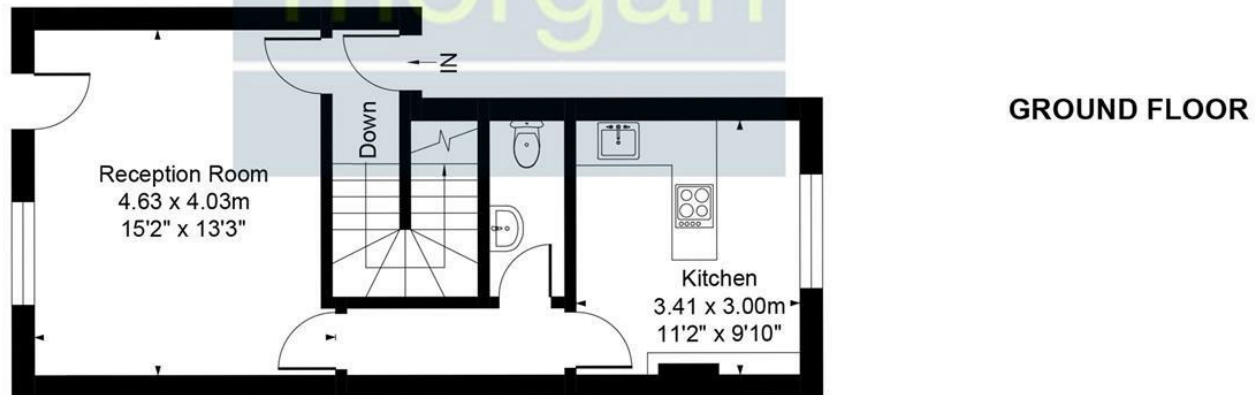 morgan
IN
GROUND FLOOR
Down
Reception Room
4.63 x 4.03m
15'2" x 13'3"
Kitchen
3.41 x 3.00m
11'2" x 9'10"